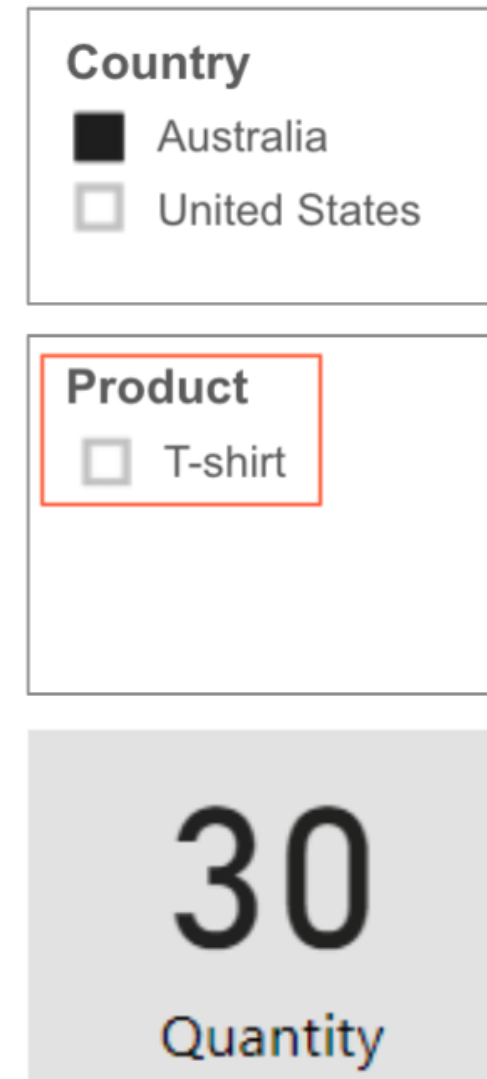 Country
Australia
United States
Product
T-shirt
30
Quantity